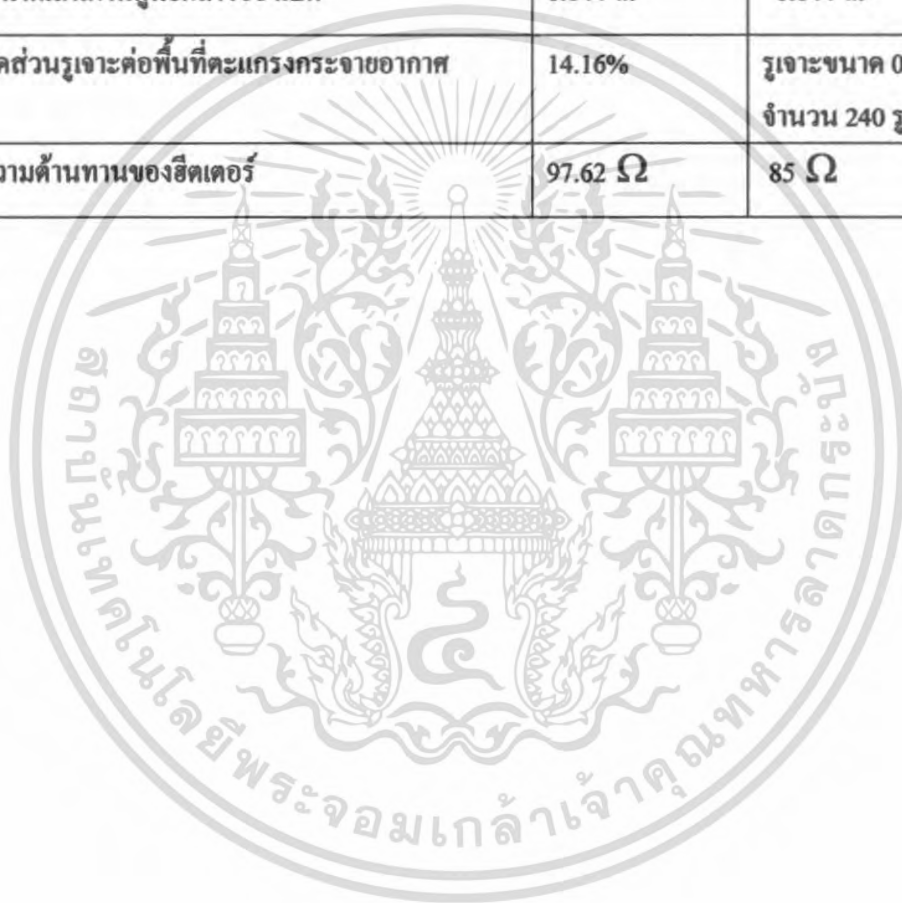 ดส่วนรูเจาะต่อพื้นที่ตะแกรงกระจายอากาศ 14.16% รูเจาะขนาด 0
จำนวน 240 รู
วามต้านทานของฮีตเตอร์ 97.62 Ω 85 Ω
สถาบันเทคโนโลยีพระจอมเกล้าเจ้าคุณทหารลาดกระบัง